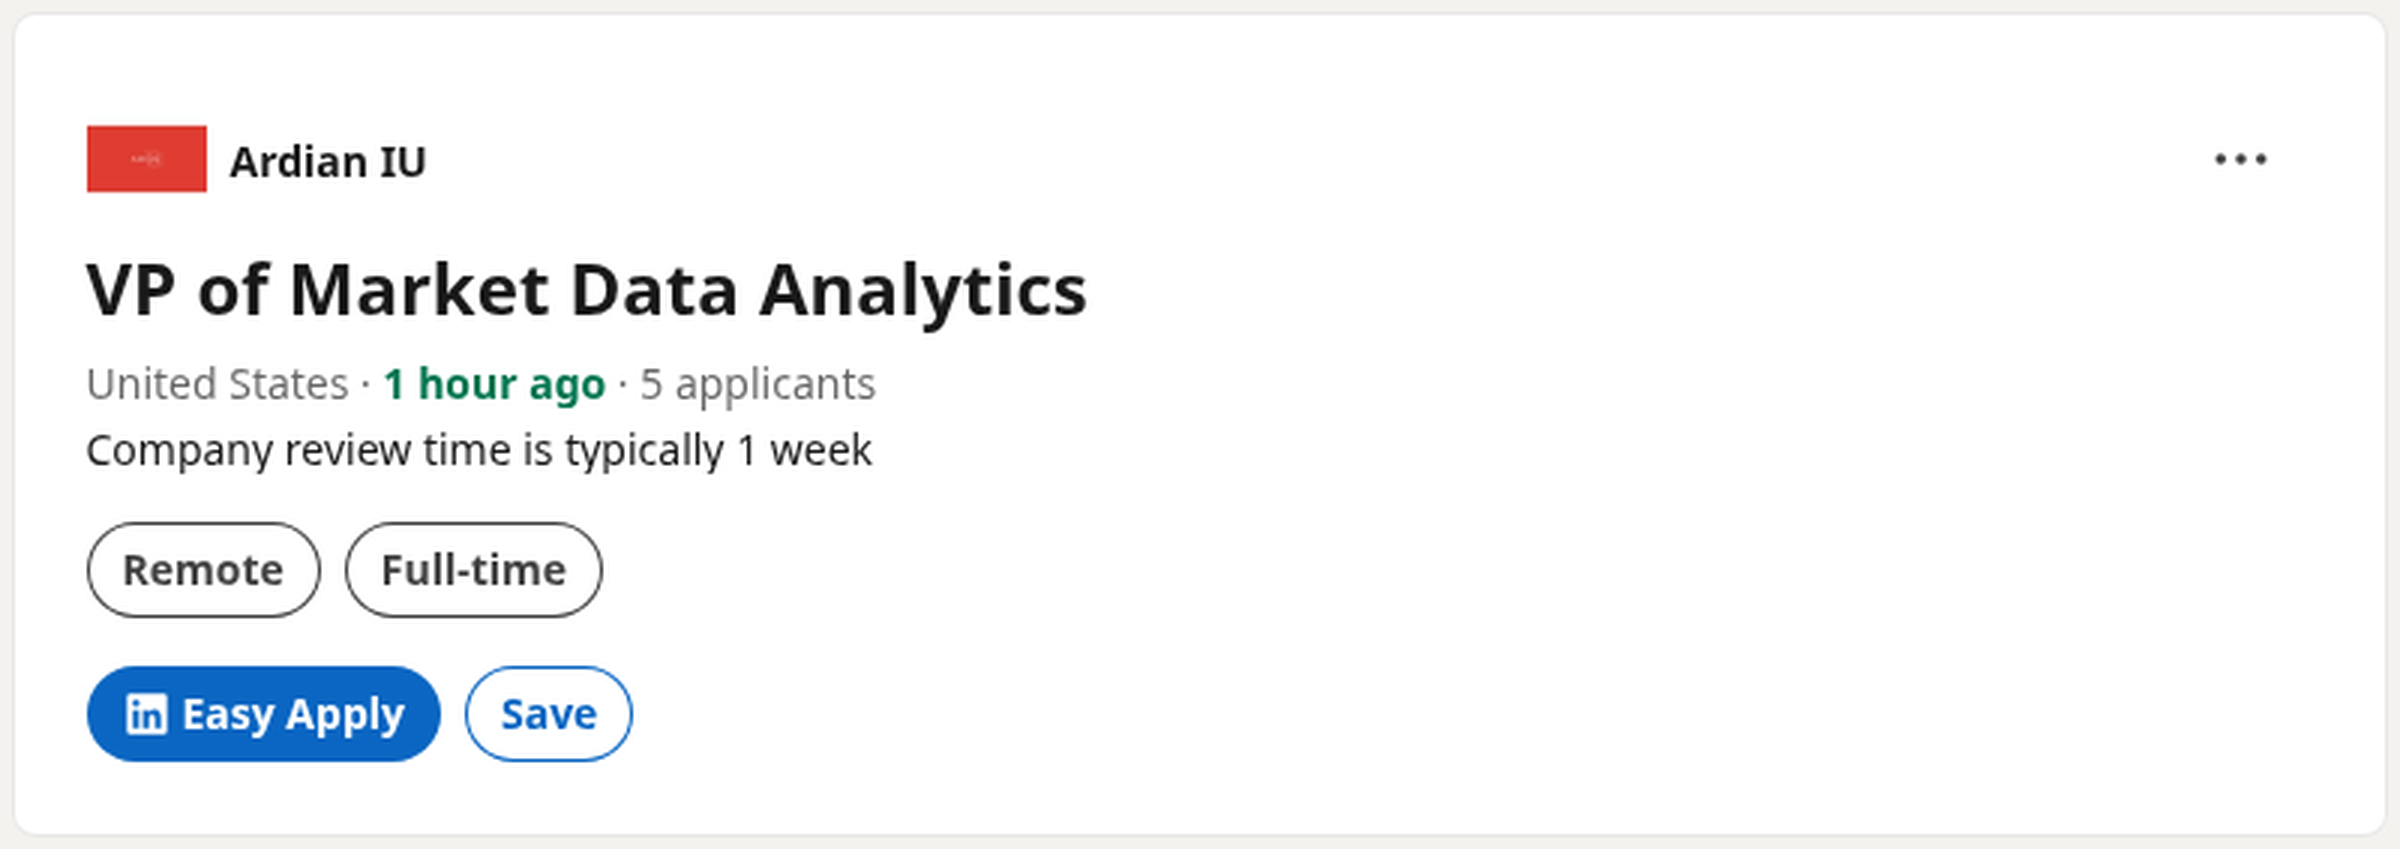 Ardian IU
VP of Market Data Analytics
United States · 1 hour ago · 5 applicants
Company review time is typically 1 week
Remote
Full-time
in Easy Apply
Save